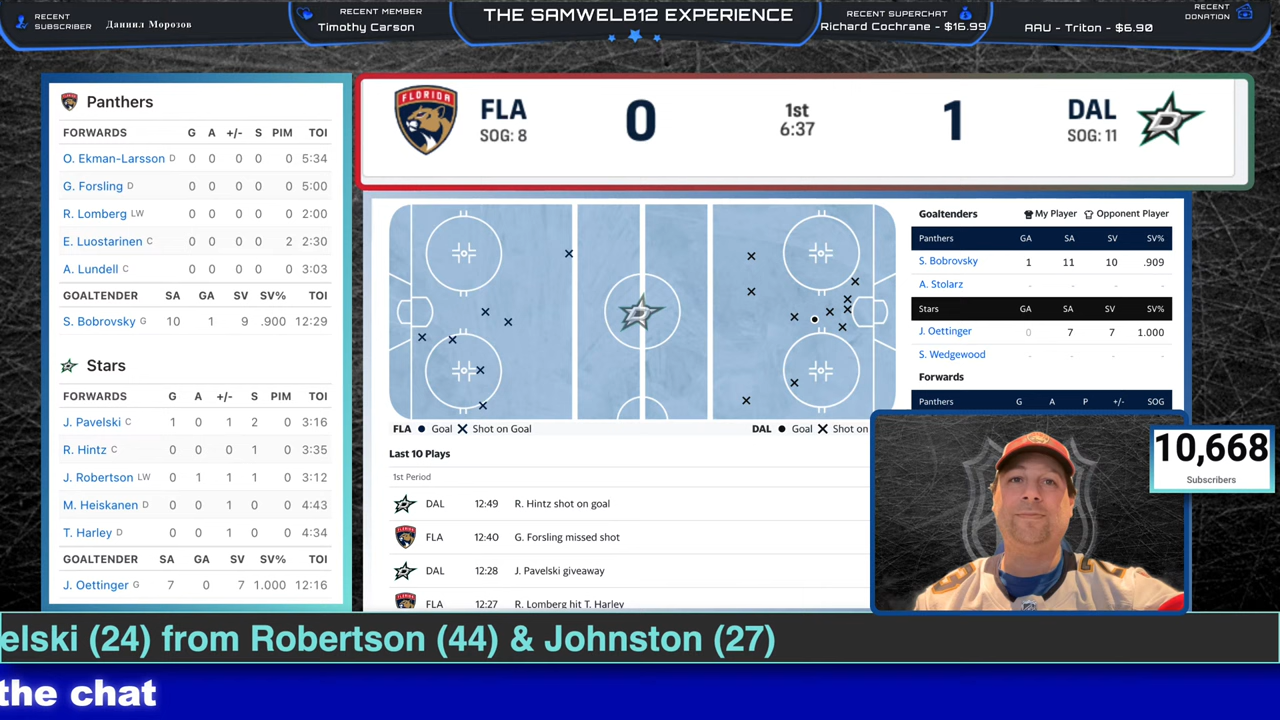 RECENT SUBSCRIBER
Даниил Морозов
RECENT MEMBER
Timothy Carson
THE SAMWELB12 EXPERIENCE
RECENT SUPERCHAT
Richard Cochrane - $16.99
RECENT DONATION
AAU - Triton - $6.90
Panthers
FORWARDS G A +/- S PIM TOI
O. Ekman-Larsson D 0 0 0 0 0 5:34
G. Forsling D 0 0 0 0 0 5:00
R. Lomberg LW 0 0 0 0 0 2:00
E. Luostarinen C 0 0 0 0 2 2:30
A. Lundell C 0 0 0 0 0 3:03
GOALTENDER SA GA SV SV% TOI
S. Bobrovsky G 10 1 9 .900 12:29
Stars
FORWARDS G A +/- S PIM TOI
J. Pavelski C 1 0 1 2 0 3:16
R. Hintz C 0 0 0 1 0 3:35
J. Robertson LW 0 1 1 1 0 3:12
M. Heiskanen D 0 0 1 0 0 4:43
T. Harley D 0 0 1 0 0 4:34
GOALTENDER SA GA SV SV% TOI
J. Oettinger G 7 0 7 1.000 12:16
FLORIDA
FLA
SOG: 8
0
1st
6:37
1
DAL
SOG: 11
D
D
FLA Goal Shot on Goal
DAL Goal Shot on
Last 10 Plays
1st Period
DAL 12:49 R. Hintz shot on goal
FLA 12:40 G. Forsling missed shot
DAL 12:28 J. Pavelski giveaway
FLA 12:27 R. Lomberg hit T. Harley
Goaltenders My Player Opponent Player
Panthers GA SA SV SV%
S. Bobrovsky 1 11 10 .909
A. Stolarz - - - -
Stars GA SA SV SV%
J. Oettinger 0 7 7 1.000
S. Wedgewood - - - -
Forwards
Panthers G A P +/- SOG
10,668
Subscribers
elski (24) from Robertson (44) & Johnston (27)
the chat